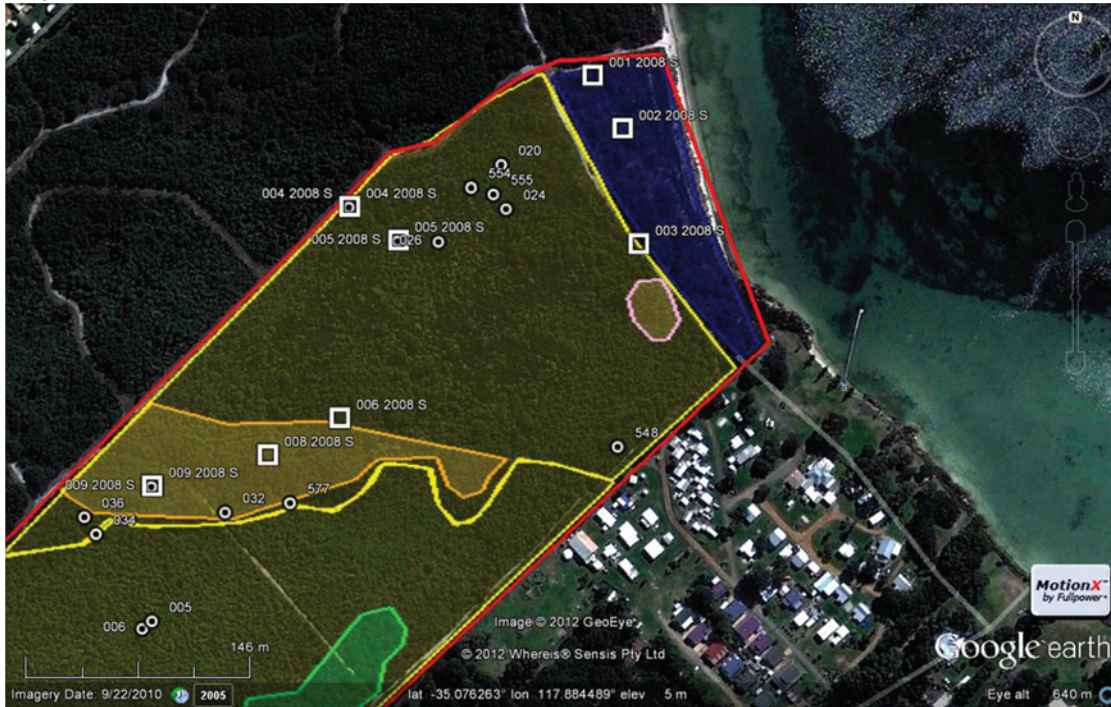 N
001 2008 S
002 2008 S
020
554
555
024
004 2008 S
004 2008 S
005 2008 S
005 2008 S
026
003 2008 S
006 2008 S
548
008 2008 S
009 2008 S
009 2008 S
036
032
577
034
005
006
146 m
Image © 2012 GeoEye
© 2012 Whereis® Sensis Pty Ltd
MotionX™
by Fullpower™
Google earth
Imagery Date: 9/22/2010
2005
lat -35.076263° lon 117.884489° elev 5 m
Eye alt 640 m